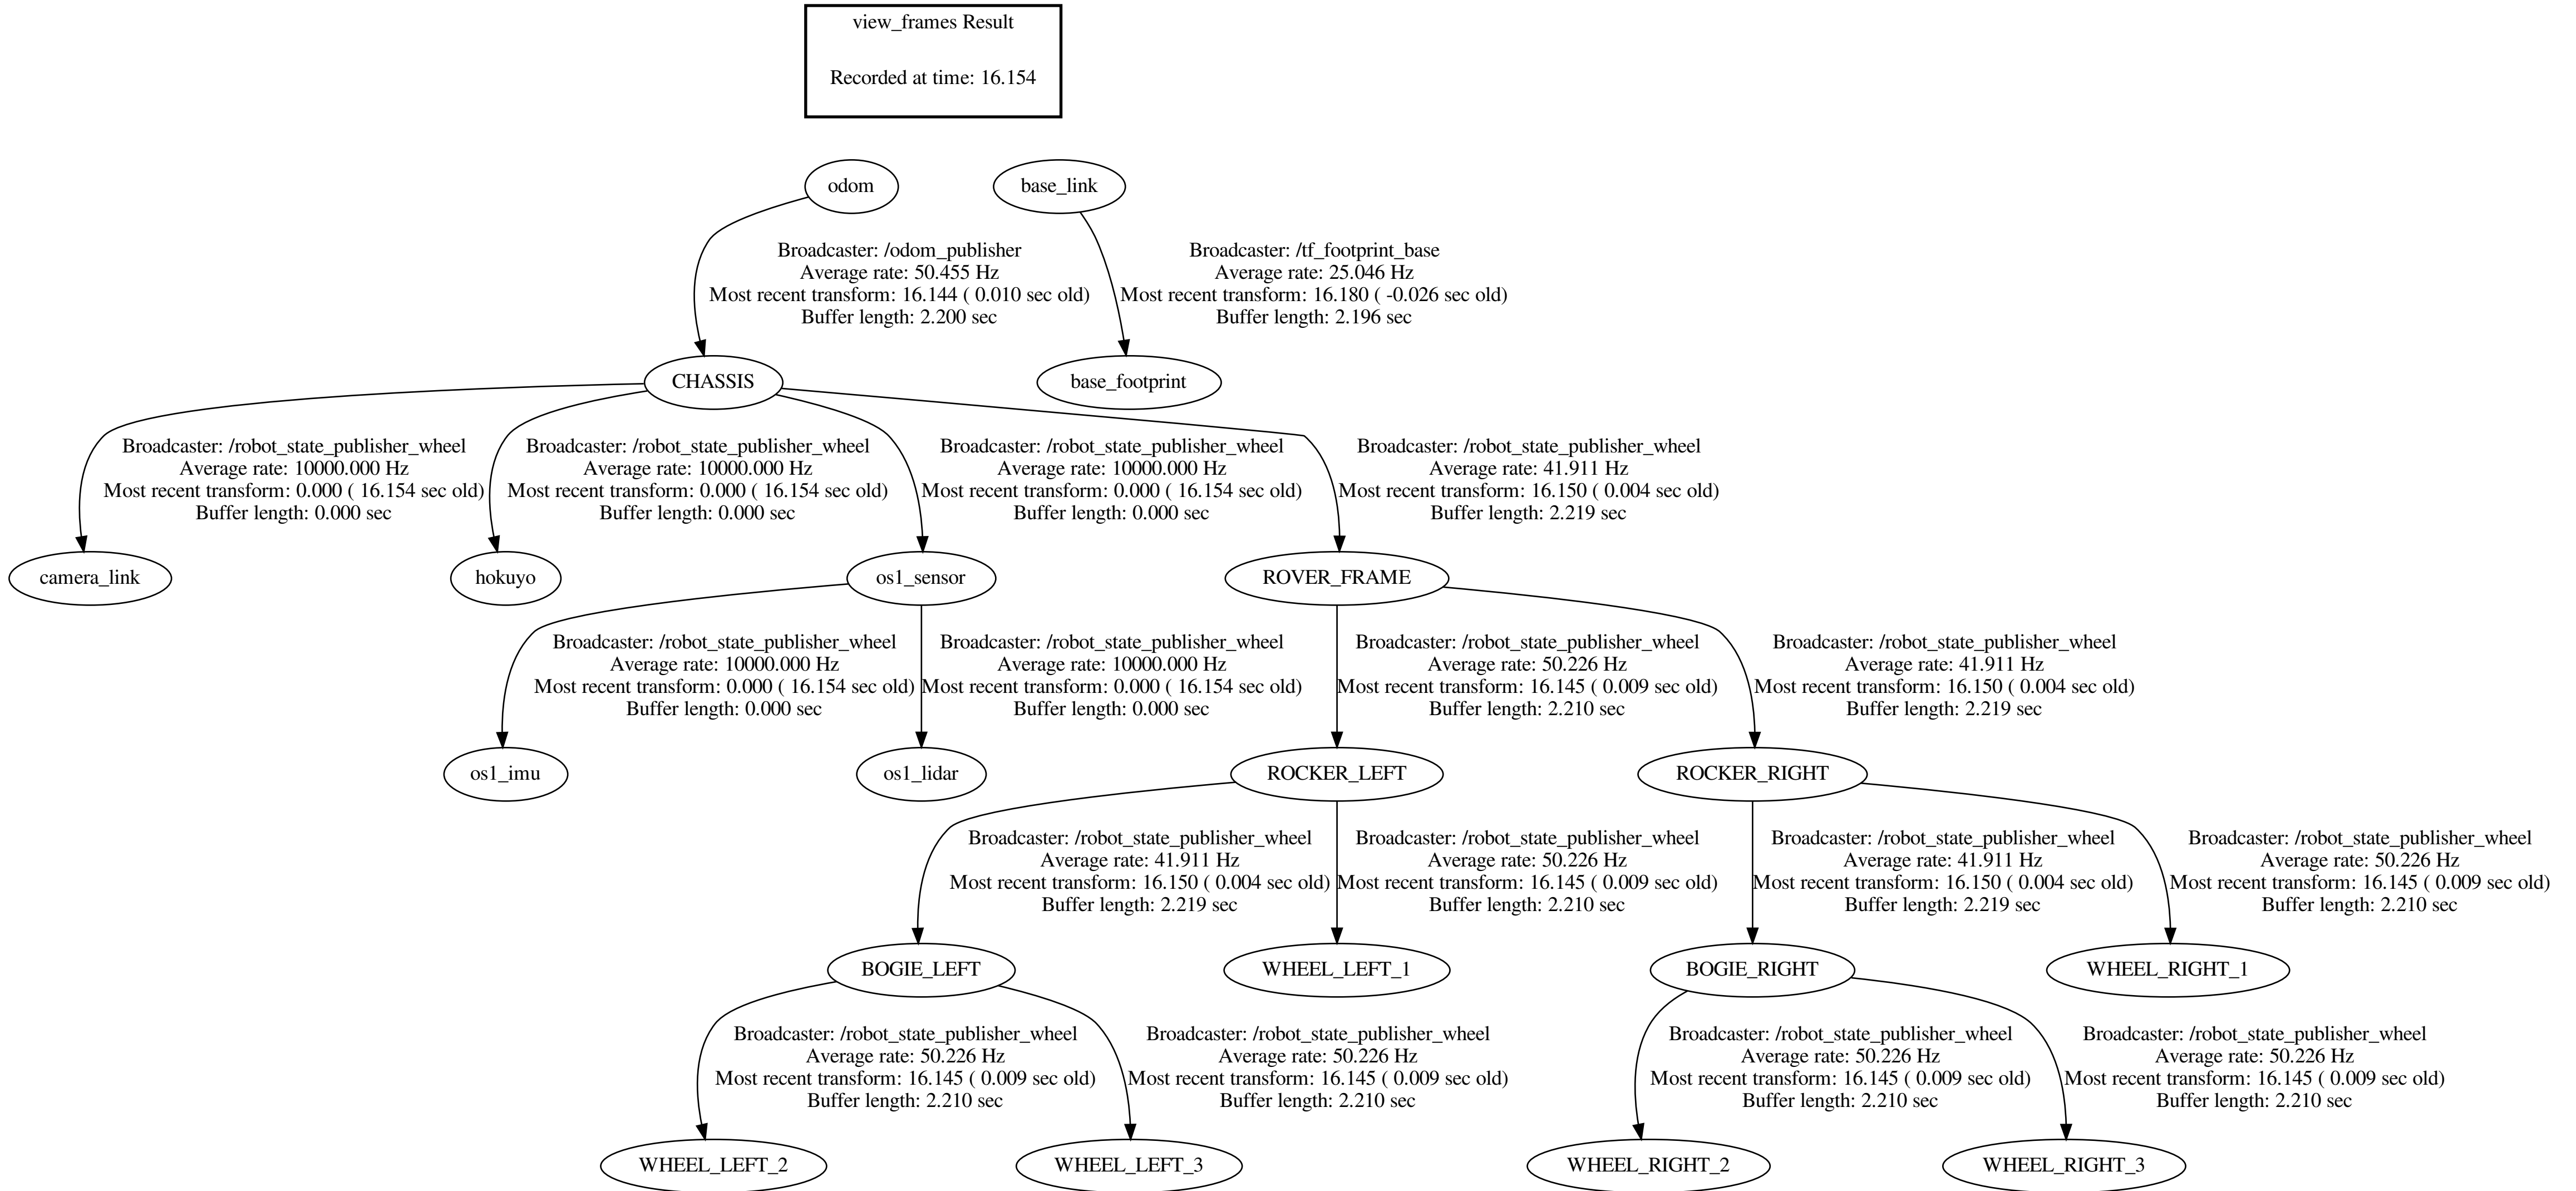 view_frames Result
Recorded at time: 16.154
odom
base_link
Broadcaster: /odom_publisher
Average rate: 50.455 Hz
Most recent transform: 16.144 ( 0.010 sec old)
Buffer length: 2.200 sec
Broadcaster: /tf_footprint_base
Average rate: 25.046 Hz
Most recent transform: 16.180 ( -0.026 sec old)
Buffer length: 2.196 sec
CHASSIS
base_footprint
Broadcaster: /robot_state_publisher_wheel
Average rate: 10000.000 Hz
Most recent transform: 0.000 ( 16.154 sec old)
Buffer length: 0.000 sec
Broadcaster: /robot_state_publisher_wheel
Average rate: 10000.000 Hz
Most recent transform: 0.000 ( 16.154 sec old)
Buffer length: 0.000 sec
Broadcaster: /robot_state_publisher_wheel
Average rate: 10000.000 Hz
Most recent transform: 0.000 ( 16.154 sec old)
Buffer length: 0.000 sec
Broadcaster: /robot_state_publisher_wheel
Average rate: 41.911 Hz
Most recent transform: 16.150 ( 0.004 sec old)
Buffer length: 2.219 sec
camera_link
hokuyo
os1_sensor
ROVER_FRAME
Broadcaster: /robot_state_publisher_wheel
Average rate: 10000.000 Hz
Most recent transform: 0.000 ( 16.154 sec old)
Buffer length: 0.000 sec
Broadcaster: /robot_state_publisher_wheel
Average rate: 10000.000 Hz
Most recent transform: 0.000 ( 16.154 sec old)
Buffer length: 0.000 sec
Broadcaster: /robot_state_publisher_wheel
Average rate: 50.226 Hz
Most recent transform: 16.145 ( 0.009 sec old)
Buffer length: 2.210 sec
Broadcaster: /robot_state_publisher_wheel
Average rate: 41.911 Hz
Most recent transform: 16.150 ( 0.004 sec old)
Buffer length: 2.219 sec
os1_imu
os1_lidar
ROCKER_LEFT
ROCKER_RIGHT
Broadcaster: /robot_state_publisher_wheel
Average rate: 41.911 Hz
Most recent transform: 16.150 ( 0.004 sec old)
Buffer length: 2.219 sec
Broadcaster: /robot_state_publisher_wheel
Average rate: 50.226 Hz
Most recent transform: 16.145 ( 0.009 sec old)
Buffer length: 2.210 sec
Broadcaster: /robot_state_publisher_wheel
Average rate: 41.911 Hz
Most recent transform: 16.150 ( 0.004 sec old)
Buffer length: 2.219 sec
Broadcaster: /robot_state_publisher_wheel
Average rate: 50.226 Hz
Most recent transform: 16.145 ( 0.009 sec old)
Buffer length: 2.210 sec
BOGIE_LEFT
WHEEL_LEFT_1
BOGIE_RIGHT
WHEEL_RIGHT_1
Broadcaster: /robot_state_publisher_wheel
Average rate: 50.226 Hz
Most recent transform: 16.145 ( 0.009 sec old)
Buffer length: 2.210 sec
Broadcaster: /robot_state_publisher_wheel
Average rate: 50.226 Hz
Most recent transform: 16.145 ( 0.009 sec old)
Buffer length: 2.210 sec
Broadcaster: /robot_state_publisher_wheel
Average rate: 50.226 Hz
Most recent transform: 16.145 ( 0.009 sec old)
Buffer length: 2.210 sec
Broadcaster: /robot_state_publisher_wheel
Average rate: 50.226 Hz
Most recent transform: 16.145 ( 0.009 sec old)
Buffer length: 2.210 sec
WHEEL_LEFT_2
WHEEL_LEFT_3
WHEEL_RIGHT_2
WHEEL_RIGHT_3